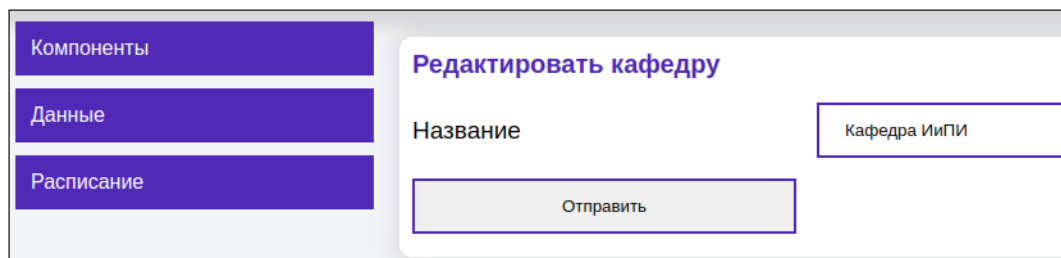 Компоненты
Данные
Расписание
Редактировать кафедру
Название
Кафедра ИиПИ
Отправить